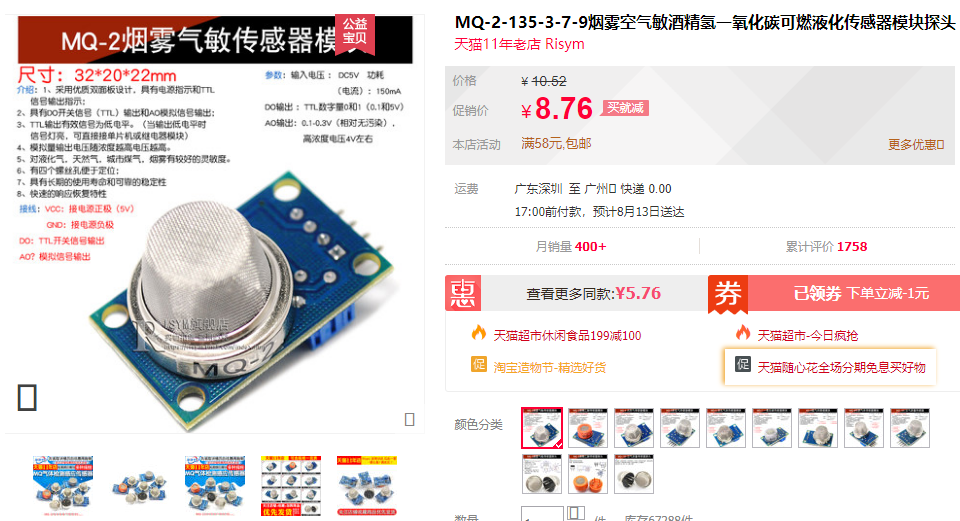 MQ-2烟雾气敏传感器模块
公益
宝贝
尺寸：32*20*22mm
介绍：1、采用优质双面板设计，具有电源指示和TTL
信号输出指示；
2、具有DO开关信号（TTL）输出和AO模拟信号输出；
3、TTL输出有效信号为低电平。（当输出低电平时
信号灯亮，可直接接单片机或继电器模块）
4、模拟量输出电压随浓度越高电压越高。
5、对液化气，天然气，城市煤气，烟雾有较好的灵敏度。
6、有四个螺丝孔便于定位；
7、具有长期的使用寿命和可靠的稳定性
8、快速的响应恢复特性
参数：输入电压：DC5V 功耗
（电流）：150mA
DO输出：TTL数字量0和1（0.1和5V）
AO输出：0.1-0.3V（相对无污染），
高浓度电压4V左右
接线：VCC：接电源正极（5V）
GND：接电源负极
DO：TTL开关信号输出
AO？模拟信号输出
MQ-2
MQ-2-135-3-7-9烟雾空气敏酒精氢一氧化碳可燃液化传感器模块探头
天猫11年老店 Risym
价格
¥ 10.52
促销价
¥ 8.76 买就减
本店活动
满58元,包邮
更多优惠
运费
广东深圳 至 广州 快递 0.00
17:00前付款，预计8月13日送达
月销量 400+
累计评价 1758
惠 查看更多同款:¥5.76
券 已领券 下单立减-1元
天猫超市休闲食品199减100
天猫超市-今日疯抢
促 淘宝造物节-精选好货
促 天猫随心花全场分期免息买好物
颜色分类
数量
1
件
库存67288件